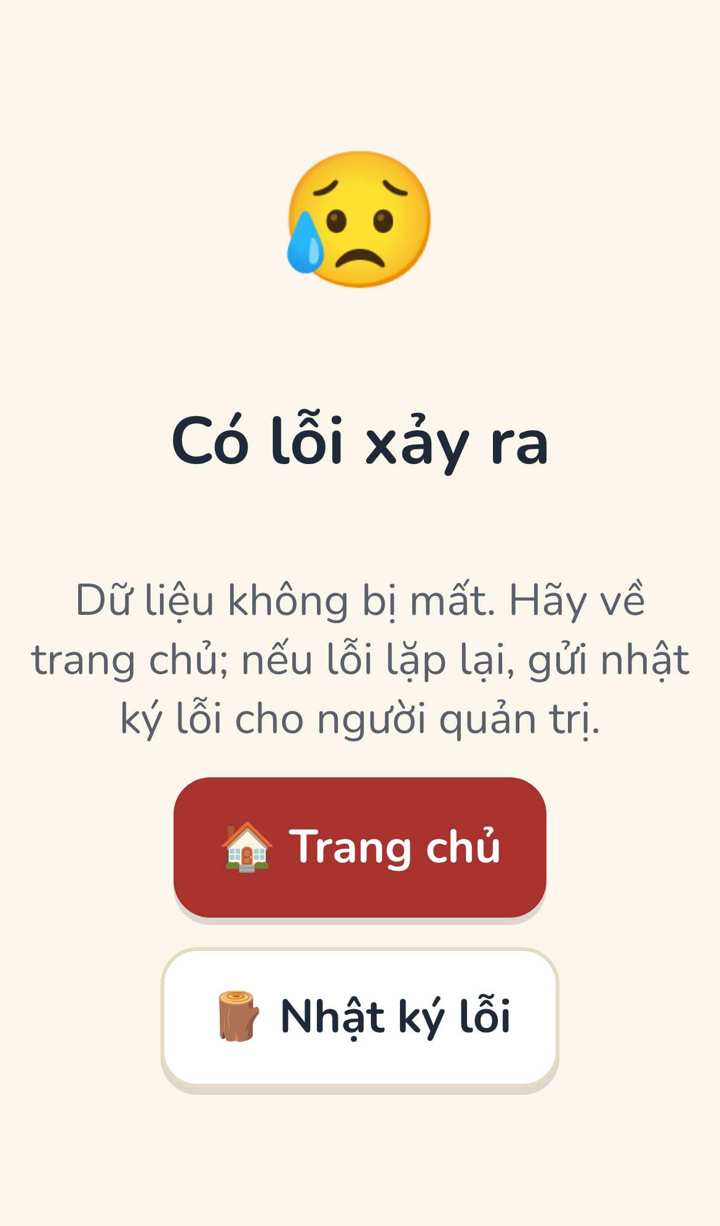 Có lỗi xảy ra
Dữ liệu không bị mất. Hãy về
trang chủ; nếu lỗi lặp lại, gửi nhật
ký lỗi cho người quản trị.
🏠 Trang chủ
🪵 Nhật ký lỗi